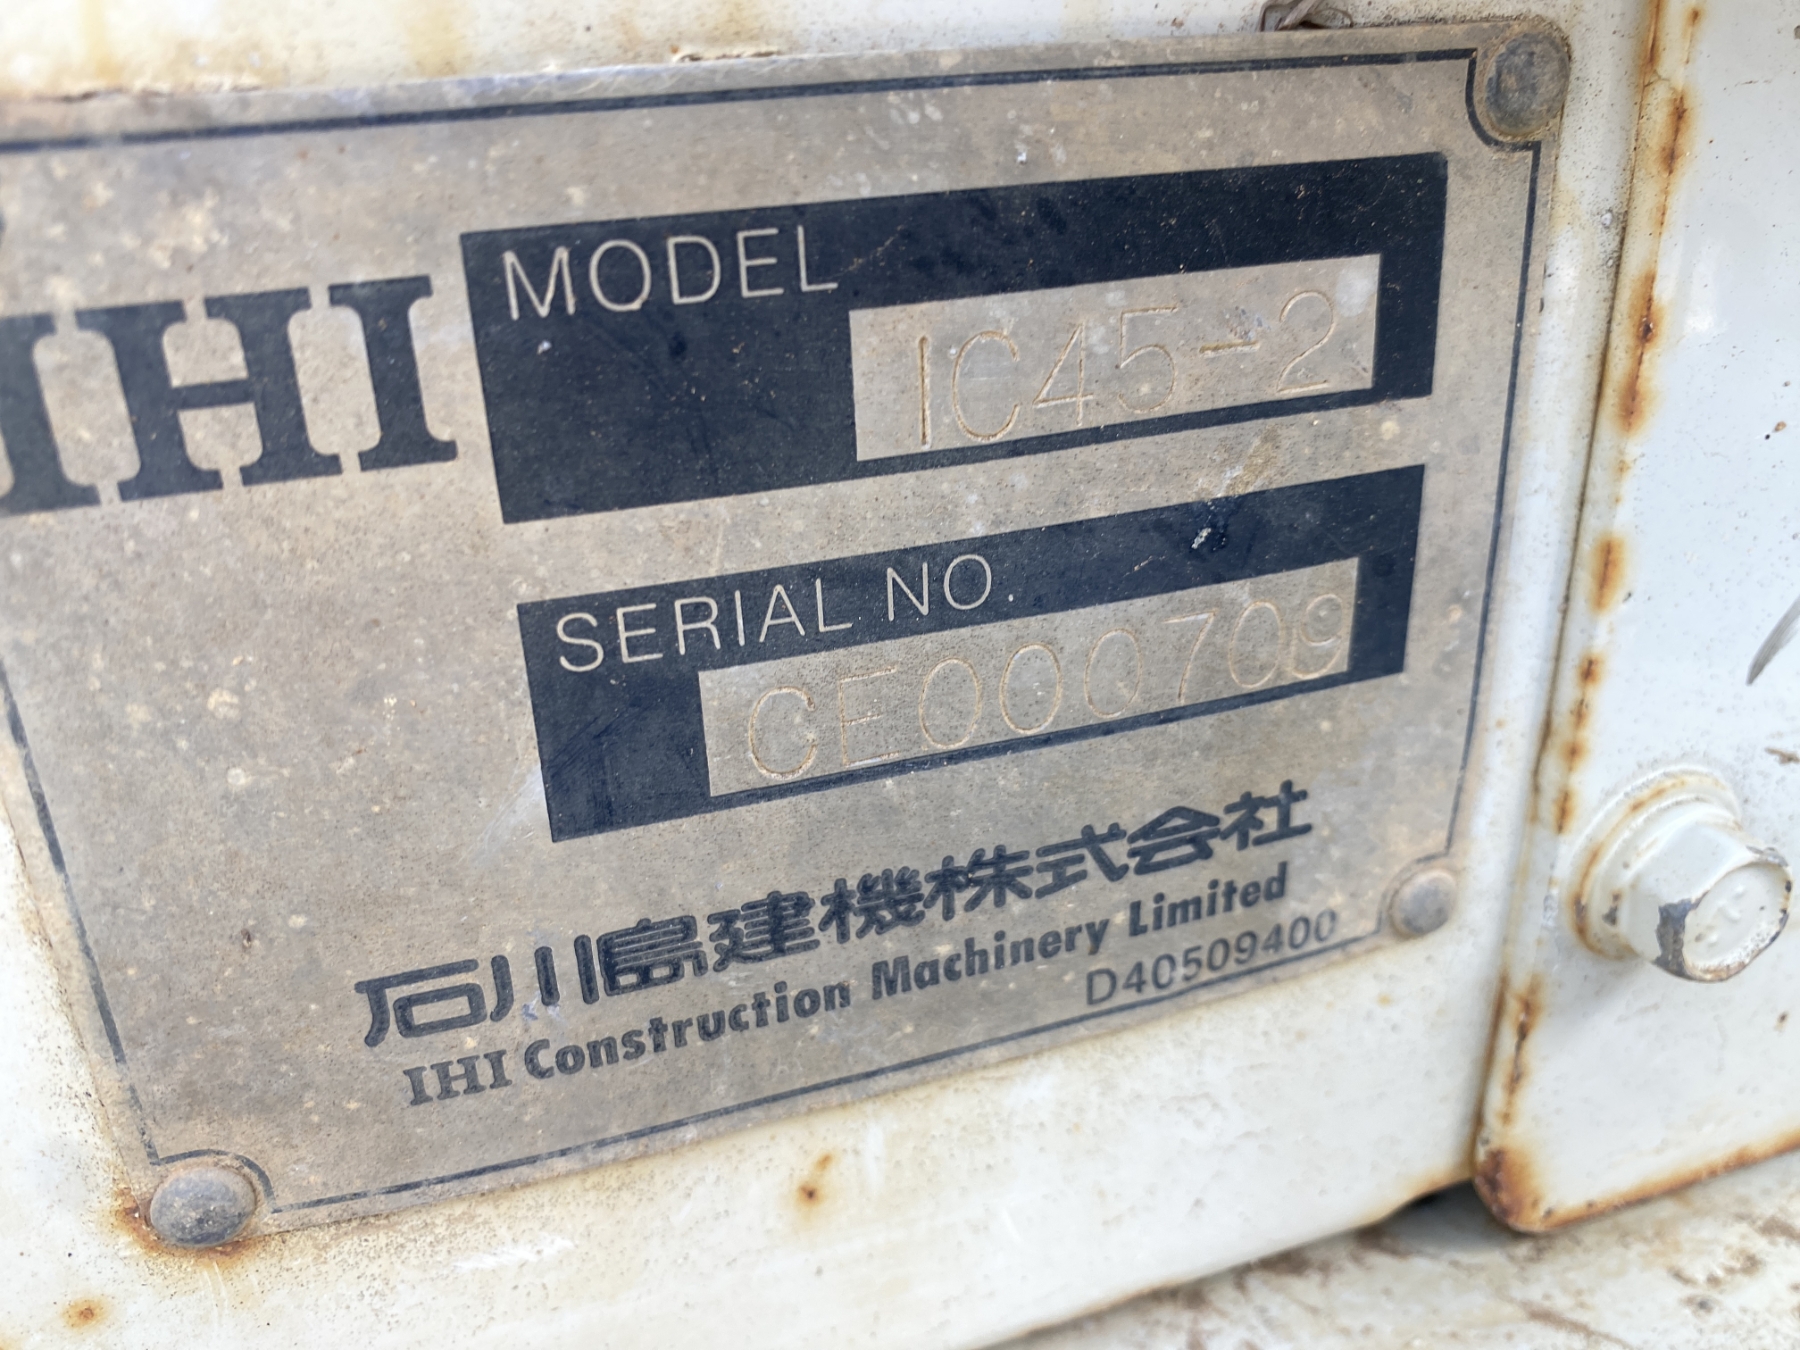 IHI
MODEL
IC45-2
SERIAL NO.
CE000709
石川島建機株式会社
IHI Construction Machinery Limited
D40509400